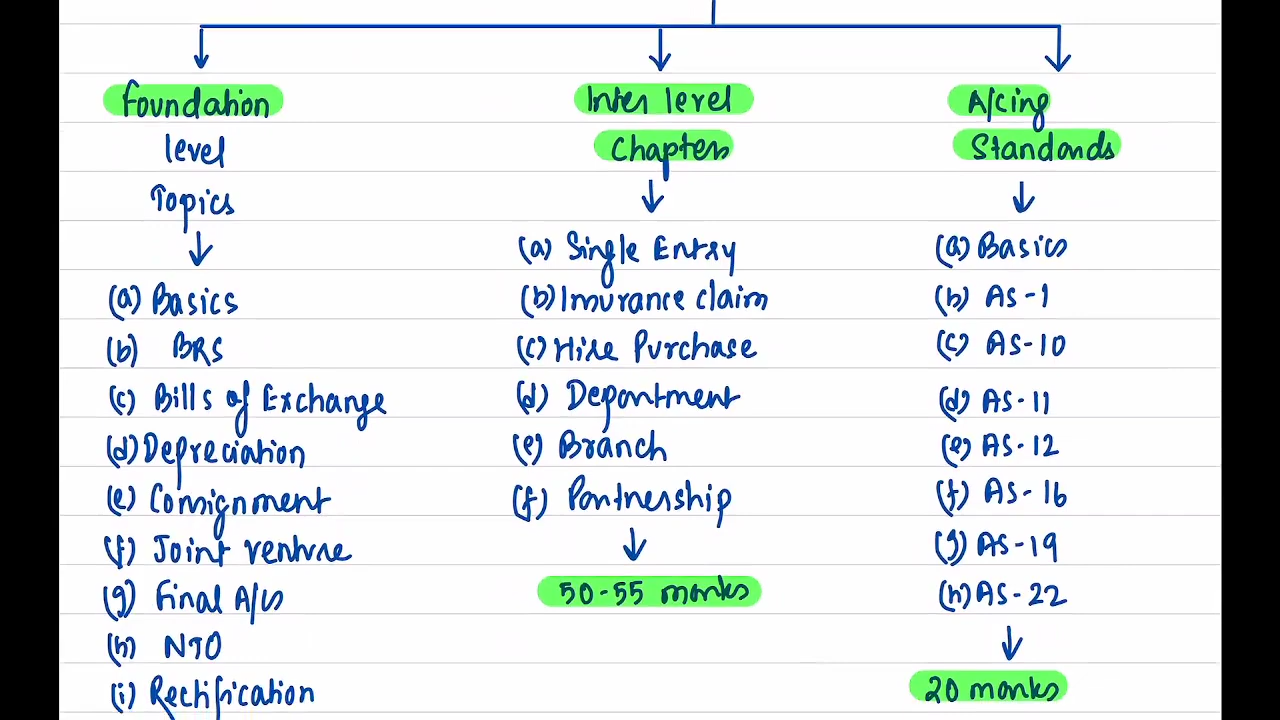 Foundation
level
Topics
(a) Basics
(b) BRS
(c) Bills of Exchange
(d) Depreciation
(e) Consignment
(f) Joint venture
(g) Final A/cs
(h) NTO
(i) Rectification
Inter level
Chapters
(a) Single Entry
(b) Insurance claim
(c) Hire Purchase
(d) Department
(e) Branch
(f) Partnership
50-55 marks
A/cing
Standards
(a) Basics
(b) AS-1
(c) AS-10
(d) AS-11
(e) AS-12
(f) AS-16
(g) AS-19
(h) AS-22
20 marks